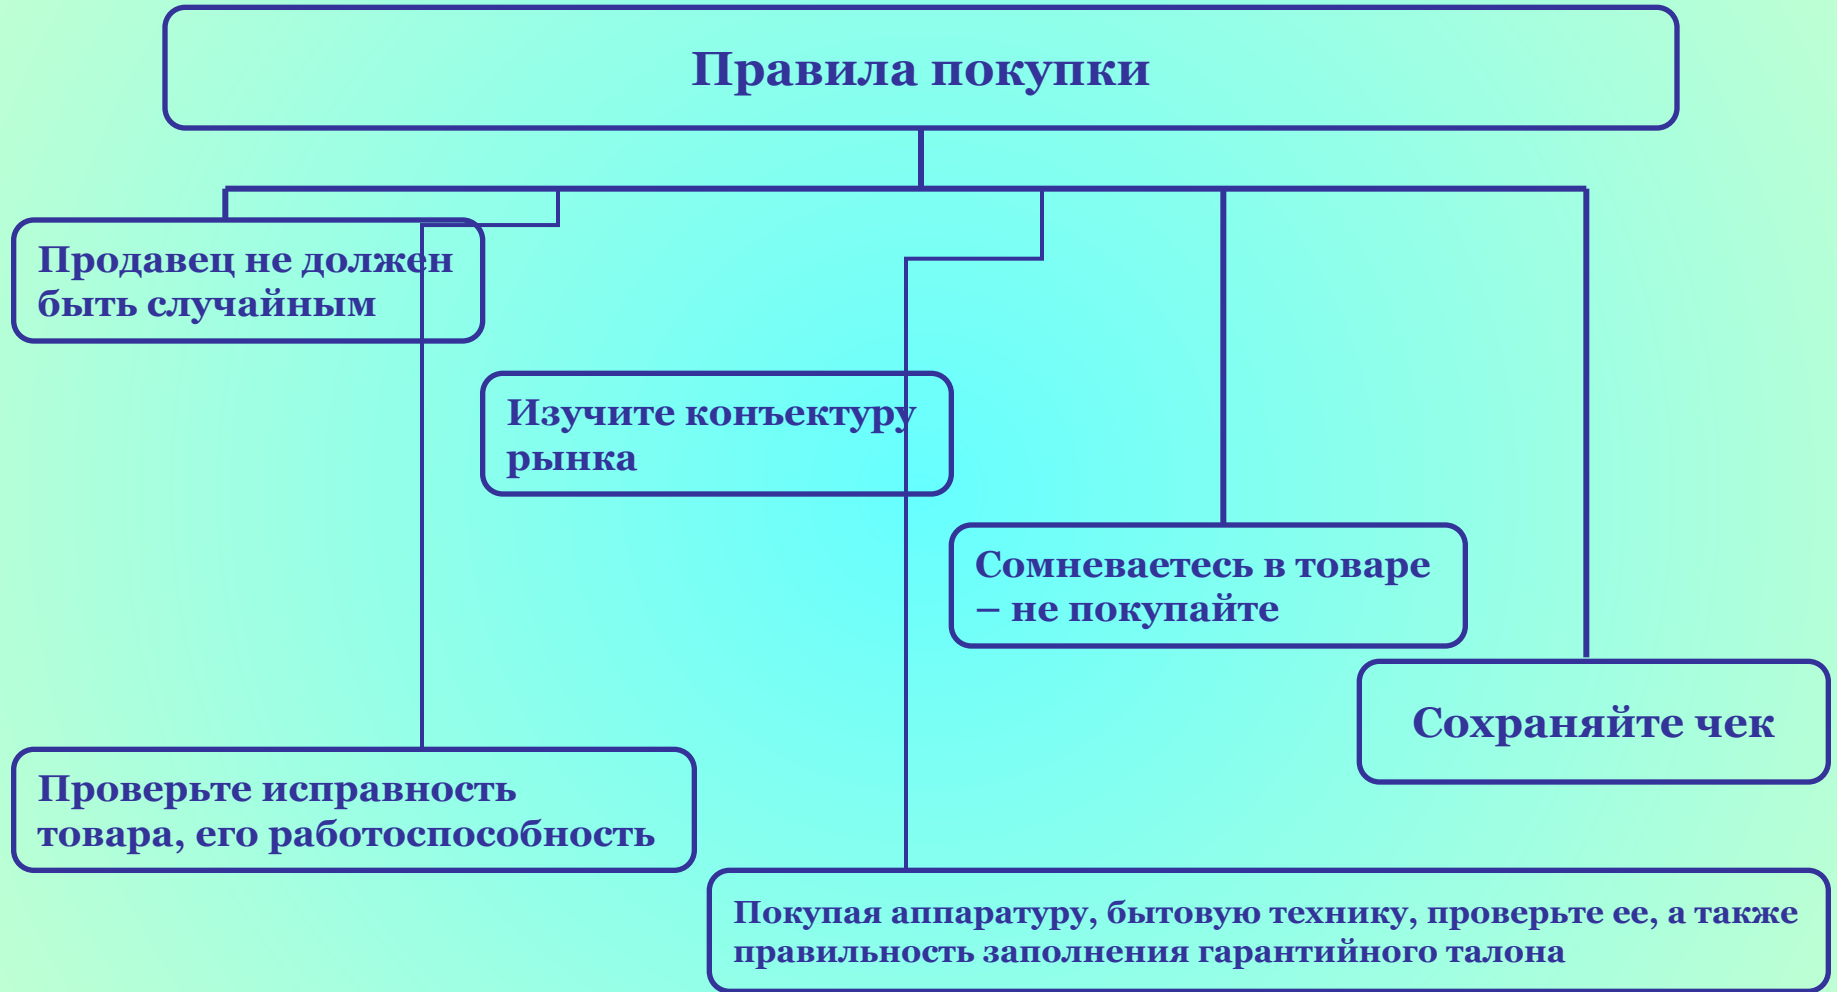 Правила покупки
Продавец не должен
быть случайным
Изучите конъектуру
рынка
Сомневаетесь в товаре
– не покупайте
Сохраняйте чек
Проверьте исправность
товара, его работоспособность
Покупая аппаратуру, бытовую технику, проверьте ее, а также
правильность заполнения гарантийного талона